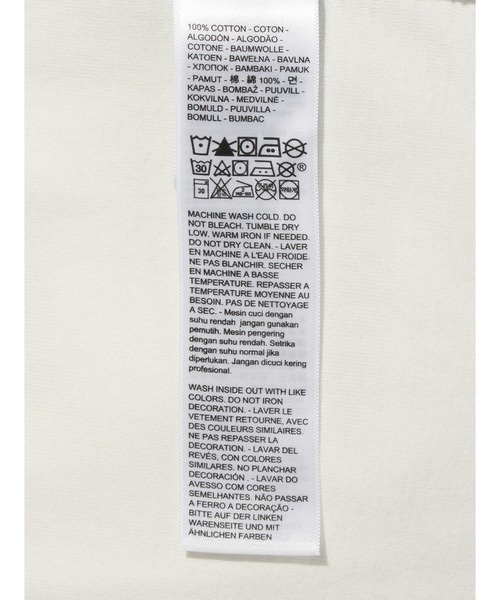 100% COTTON - COTON -
ALGODÓN - ALGODÃO -
COTONE - BAUMWOLLE -
KATOEN - BAWEŁNA - BAVLNA
- ХЛОПОК - BAMBAKI - PAMUK
- PAMUT - 棉 - 綿 100% - 면 -
KAPAS - BOMBAŽ - PUUVILL -
KOKVILNA - MEDVILNÉ -
BOMULD - PUUVILLA -
BOMULL - BUMBAC
30 ®
30
MACHINE WASH COLD. DO
NOT BLEACH. TUMBLE DRY
LOW. WARM IRON IF NEEDED.
DO NOT DRY CLEAN. - LAVER
EN MACHINE A L'EAU FROIDE.
NE PAS BLANCHIR. SECHER
EN MACHINE A BASSE
TEMPERATURE. REPASSER A
TEMPERATURE MOYENNE AU
BESOIN. PAS DE NETTOYAGE
A SEC. - Mesin cuci dengan
suhu rendah jangan gunakan
pemutih. Mesin pengering
dengan suhu rendah. Setrika
dengan suhu normal jika
diperlukan. Jangan dicuci kering
profesional.
WASH INSIDE OUT WITH LIKE
COLORS. DO NOT IRON
DECORATION. - LAVER LE
VETEMENT RETOURNE, AVEC
DES COULEURS SIMILAIRES.
NE PAS REPASSER LA
DECORATION. - LAVAR DEL
REVÉS, CON COLORES
SIMILARES. NO PLANCHAR
DECORACIÓN . - LAVAR DO
AVESSO COM CORES
SEMELHANTES. NÃO PASSAR
A FERRO A DECORAÇÃO -
BITTE AUF DER LINKEN
WARENSEITE UND MIT
ÄHNLICHEN FARBEN